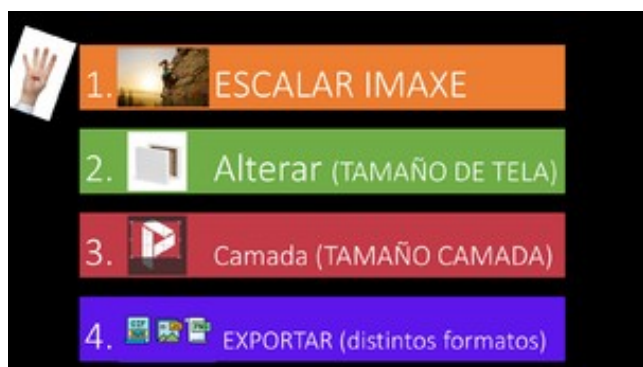 1. ESCALAR IMAXE
2. Alterar (TAMAÑO DE TELA)
3. Camada (TAMAÑO CAMADA)
4. EXPORTAR (distintos formatos)